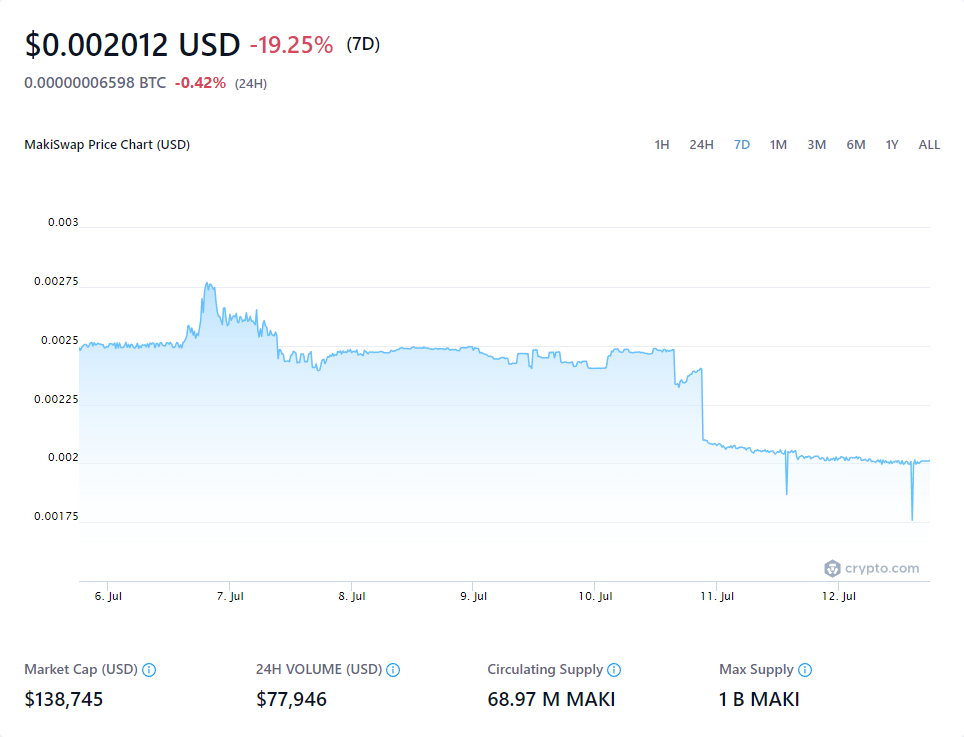 $0.002012 USD -19.25% (7D)
0.00000006598 BTC -0.42% (24H)
MakiSwap Price Chart (USD) 1H 24H 7D 1M 3M 6M 1Y ALL
0.003
0.00275
0.0025
0.00225
0.002
0.00175
crypto.com
6. Jul 7. Jul 8. Jul 9. Jul 10. Jul 11. Jul 12. Jul
Market Cap (USD) 24H VOLUME (USD) Circulating Supply Max Supply
$138,745 $77,946 68.97 M MAKI 1 B MAKI